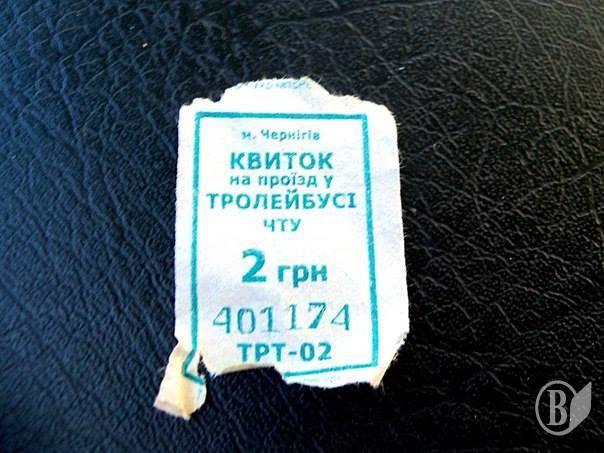 м. Чернігів
КВИТОК
на проїзд у
ТРОЛЕЙБУСІ
ЧТУ
2 грн
401174
ТРТ-02
В